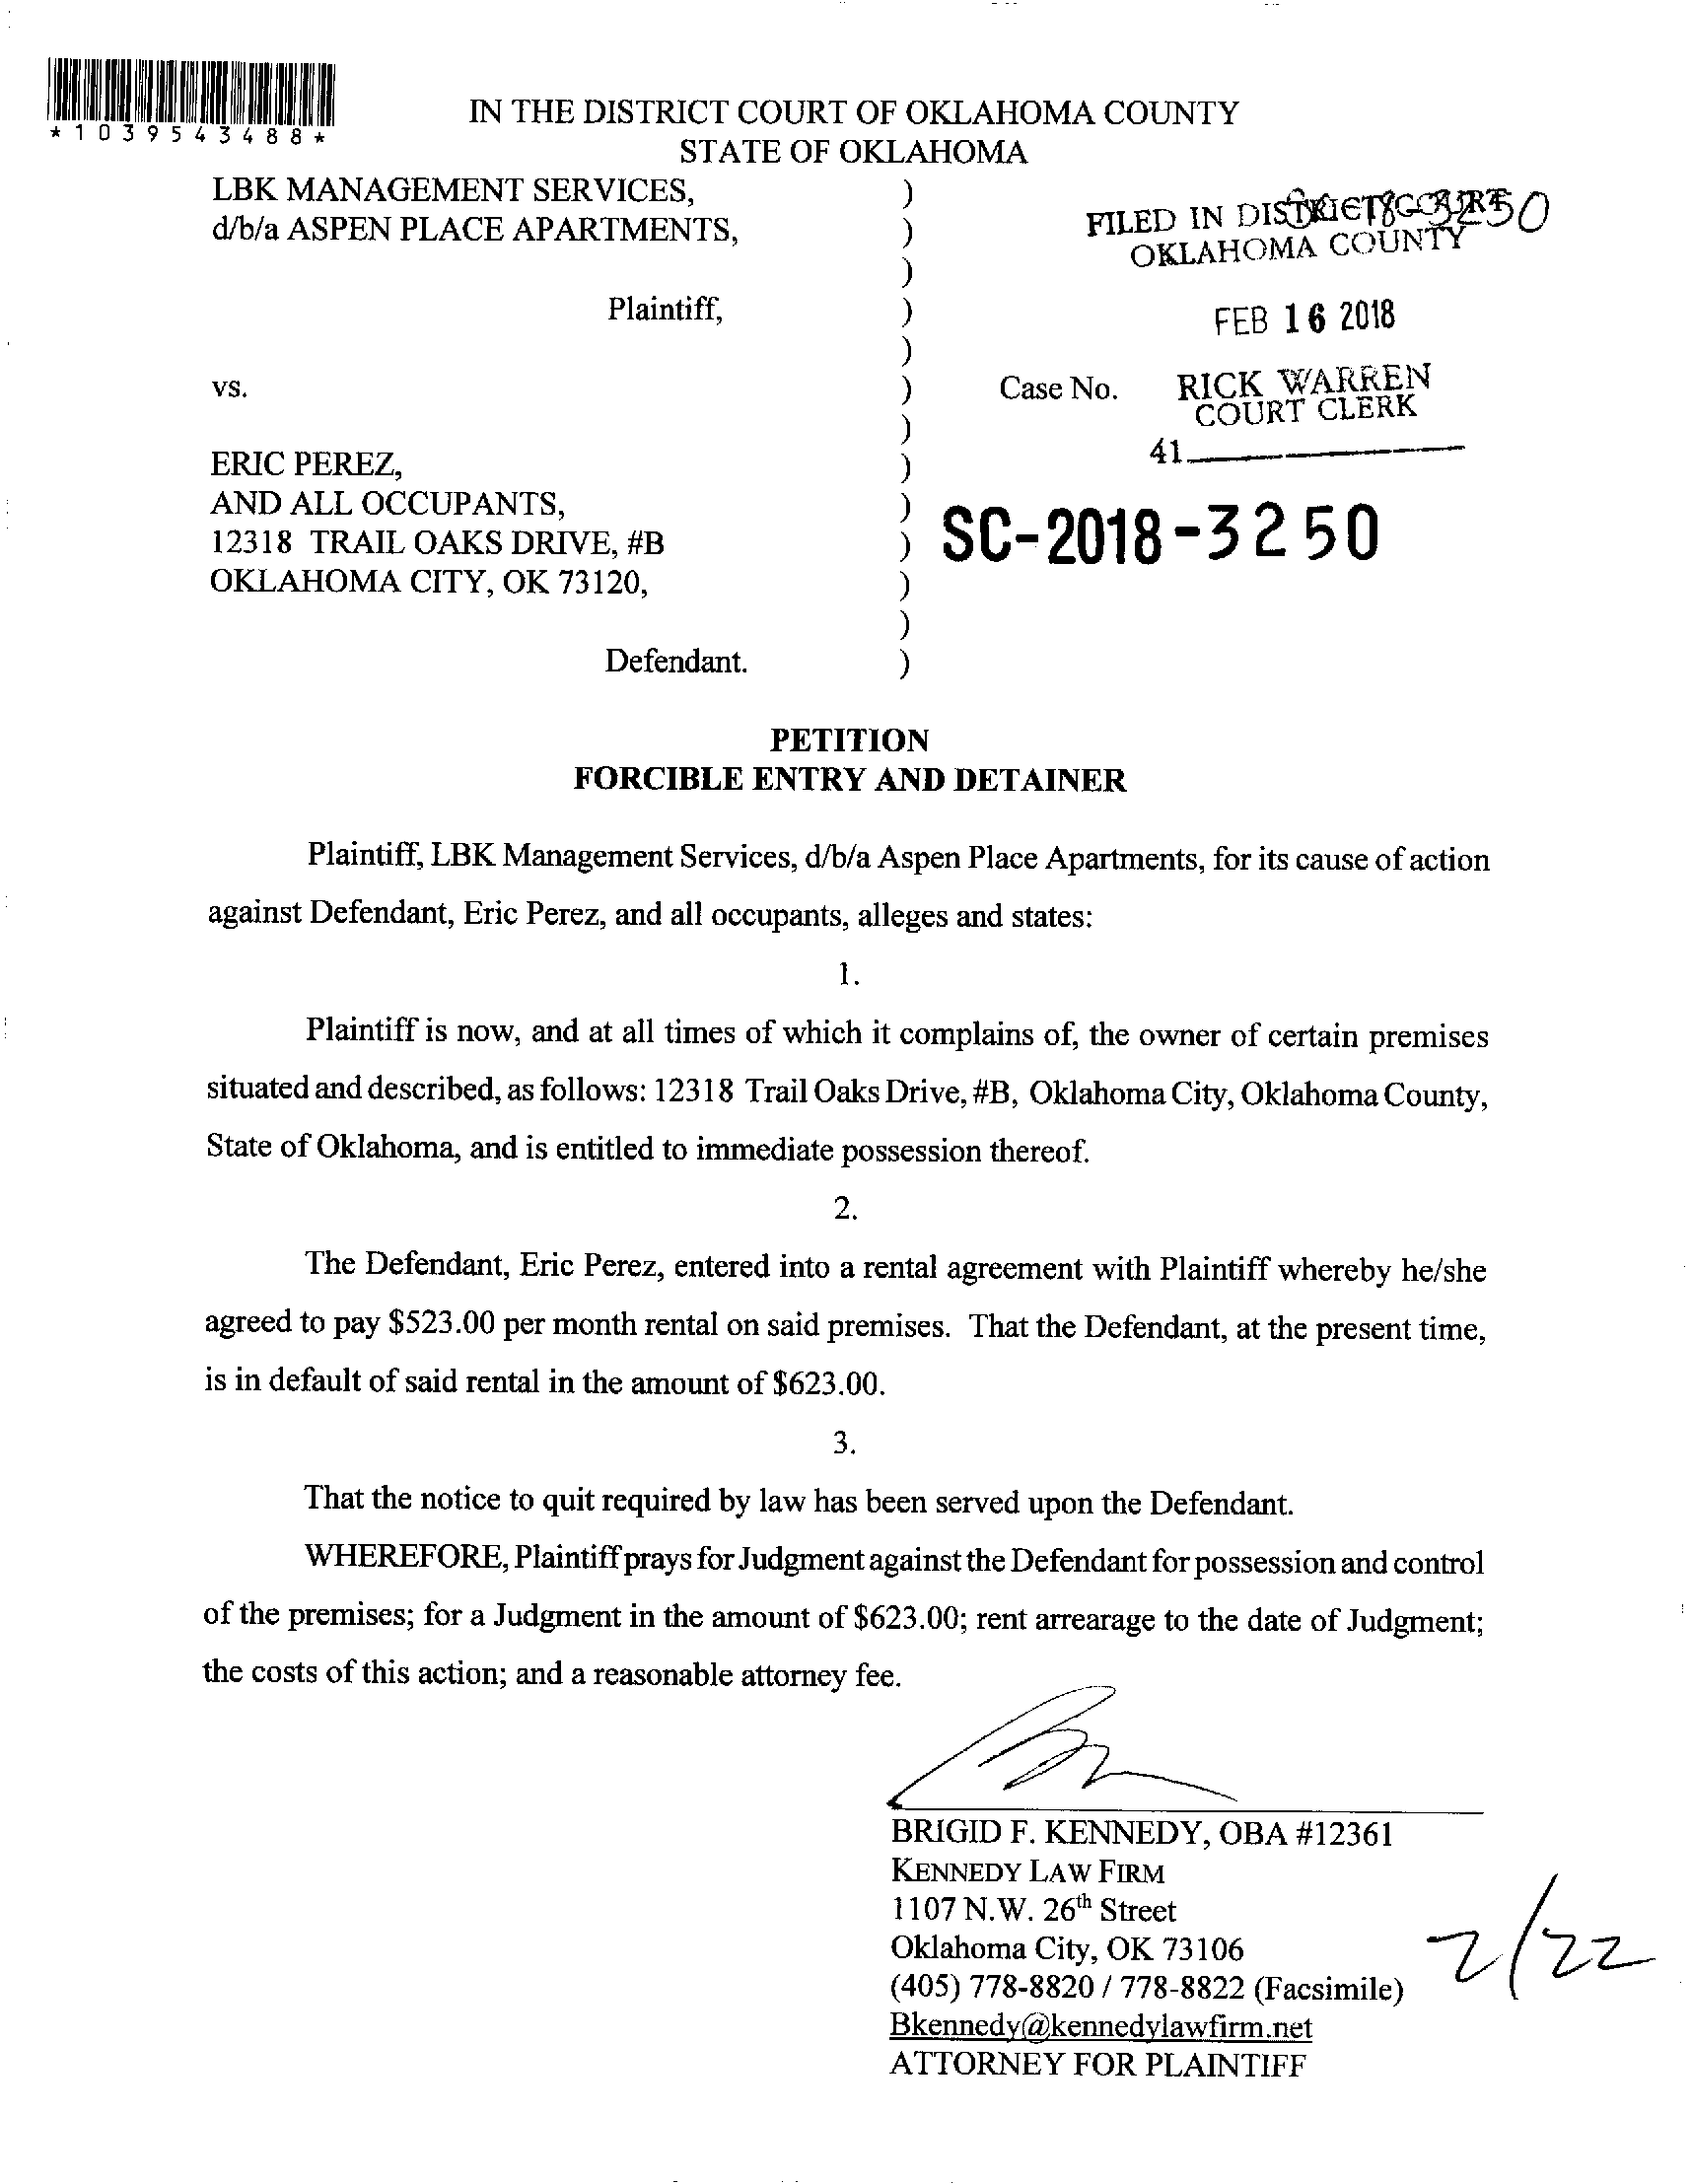 *1039543488*
IN THE DISTRICT COURT OF OKLAHOMA COUNTY
STATE OF OKLAHOMA
LBK MANAGEMENT SERVICES, )
d/b/a ASPEN PLACE APARTMENTS, )
)
Plaintiff, )
)
vs. )
)
ERIC PEREZ, )
AND ALL OCCUPANTS, )
12318 TRAIL OAKS DRIVE, #B )
OKLAHOMA CITY, OK 73120, )
)
Defendant. )
FILED IN DISTRICT COURT
OKLAHOMA COUNTY
FEB 16 2018
Case No. RICK WARREN
COURT CLERK
41
SC-2018-3250
PETITION
FORCIBLE ENTRY AND DETAINER
Plaintiff, LBK Management Services, d/b/a Aspen Place Apartments, for its cause of action
against Defendant, Eric Perez, and all occupants, alleges and states:
1.
Plaintiff is now, and at all times of which it complains of, the owner of certain premises
situated and described, as follows: 12318 Trail Oaks Drive, #B, Oklahoma City, Oklahoma County,
State of Oklahoma, and is entitled to immediate possession thereof.
2.
The Defendant, Eric Perez, entered into a rental agreement with Plaintiff whereby he/she
agreed to pay $523.00 per month rental on said premises. That the Defendant, at the present time,
is in default of said rental in the amount of $623.00.
3.
That the notice to quit required by law has been served upon the Defendant.
WHEREFORE, Plaintiff prays for Judgment against the Defendant for possession and control
of the premises; for a Judgment in the amount of $623.00; rent arrearage to the date of Judgment;
the costs of this action; and a reasonable attorney fee.
BRIGID F. KENNEDY, OBA #12361
KENNEDY LAW FIRM
1107 N.W. 26th Street
Oklahoma City, OK 73106
(405) 778-8820 / 778-8822 (Facsimile)
Bkennedy@kennedylawfirm.net
ATTORNEY FOR PLAINTIFF
2/22